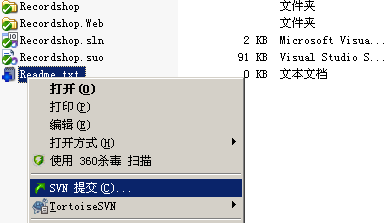 Recordshop 文件夹
Recordshop.Web 文件夹
Recordshop.sln 2 KB Microsoft Visua...
Recordshop.suo 91 KB Visual Studio S...
Readme.txt 0 KB 文本文档
打开(O)
打印(P)
编辑(E)
打开方式(H)
使用 360杀毒 扫描
SVN 提交(C)...
TortoiseSVN